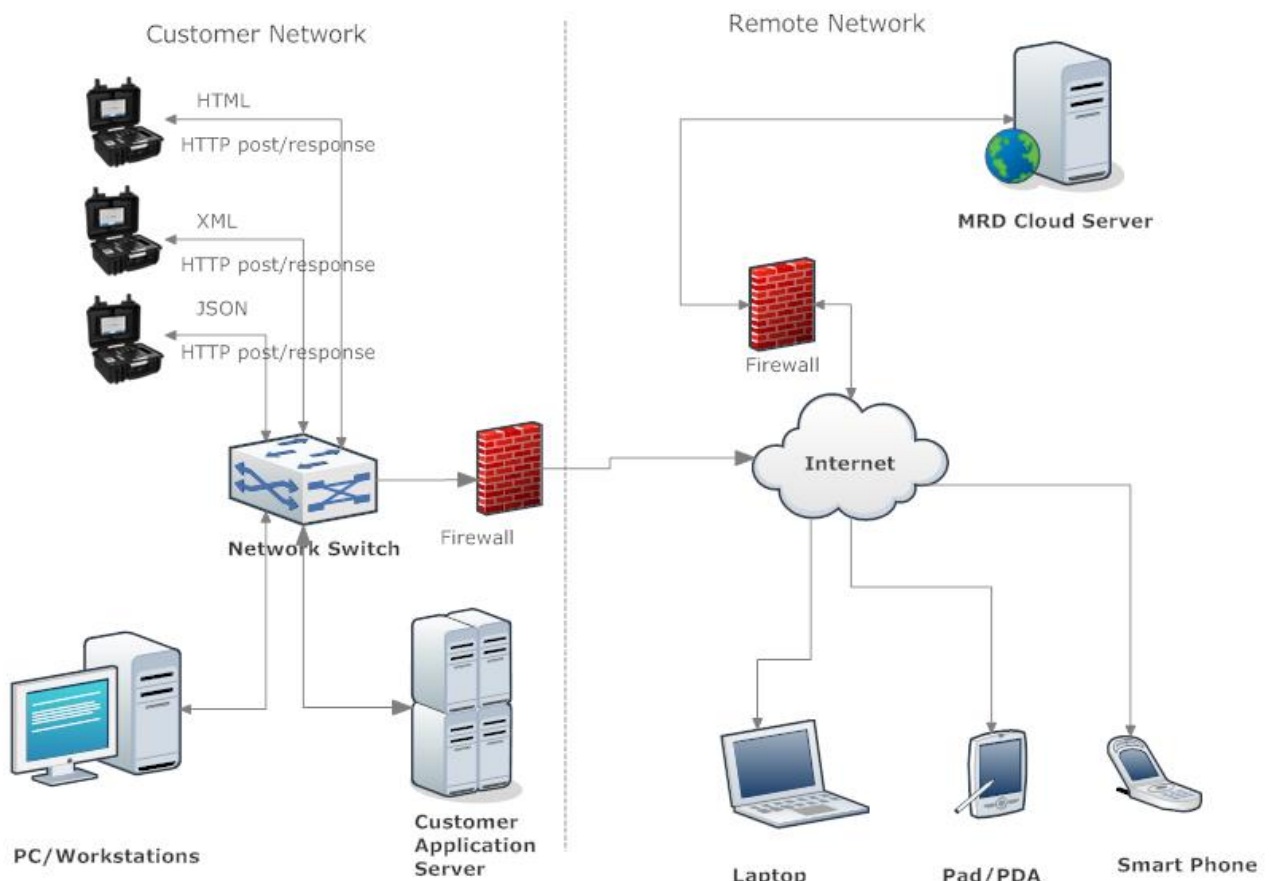 Customer Network
Remote Network
HTML
HTTP post/response
XML
HTTP post/response
JSON
HTTP post/response
MRD Cloud Server
Firewall
Internet
Network Switch
Firewall
PC/Workstations
Customer
Application
Server
Laptop
Pad/PDA
Smart Phone